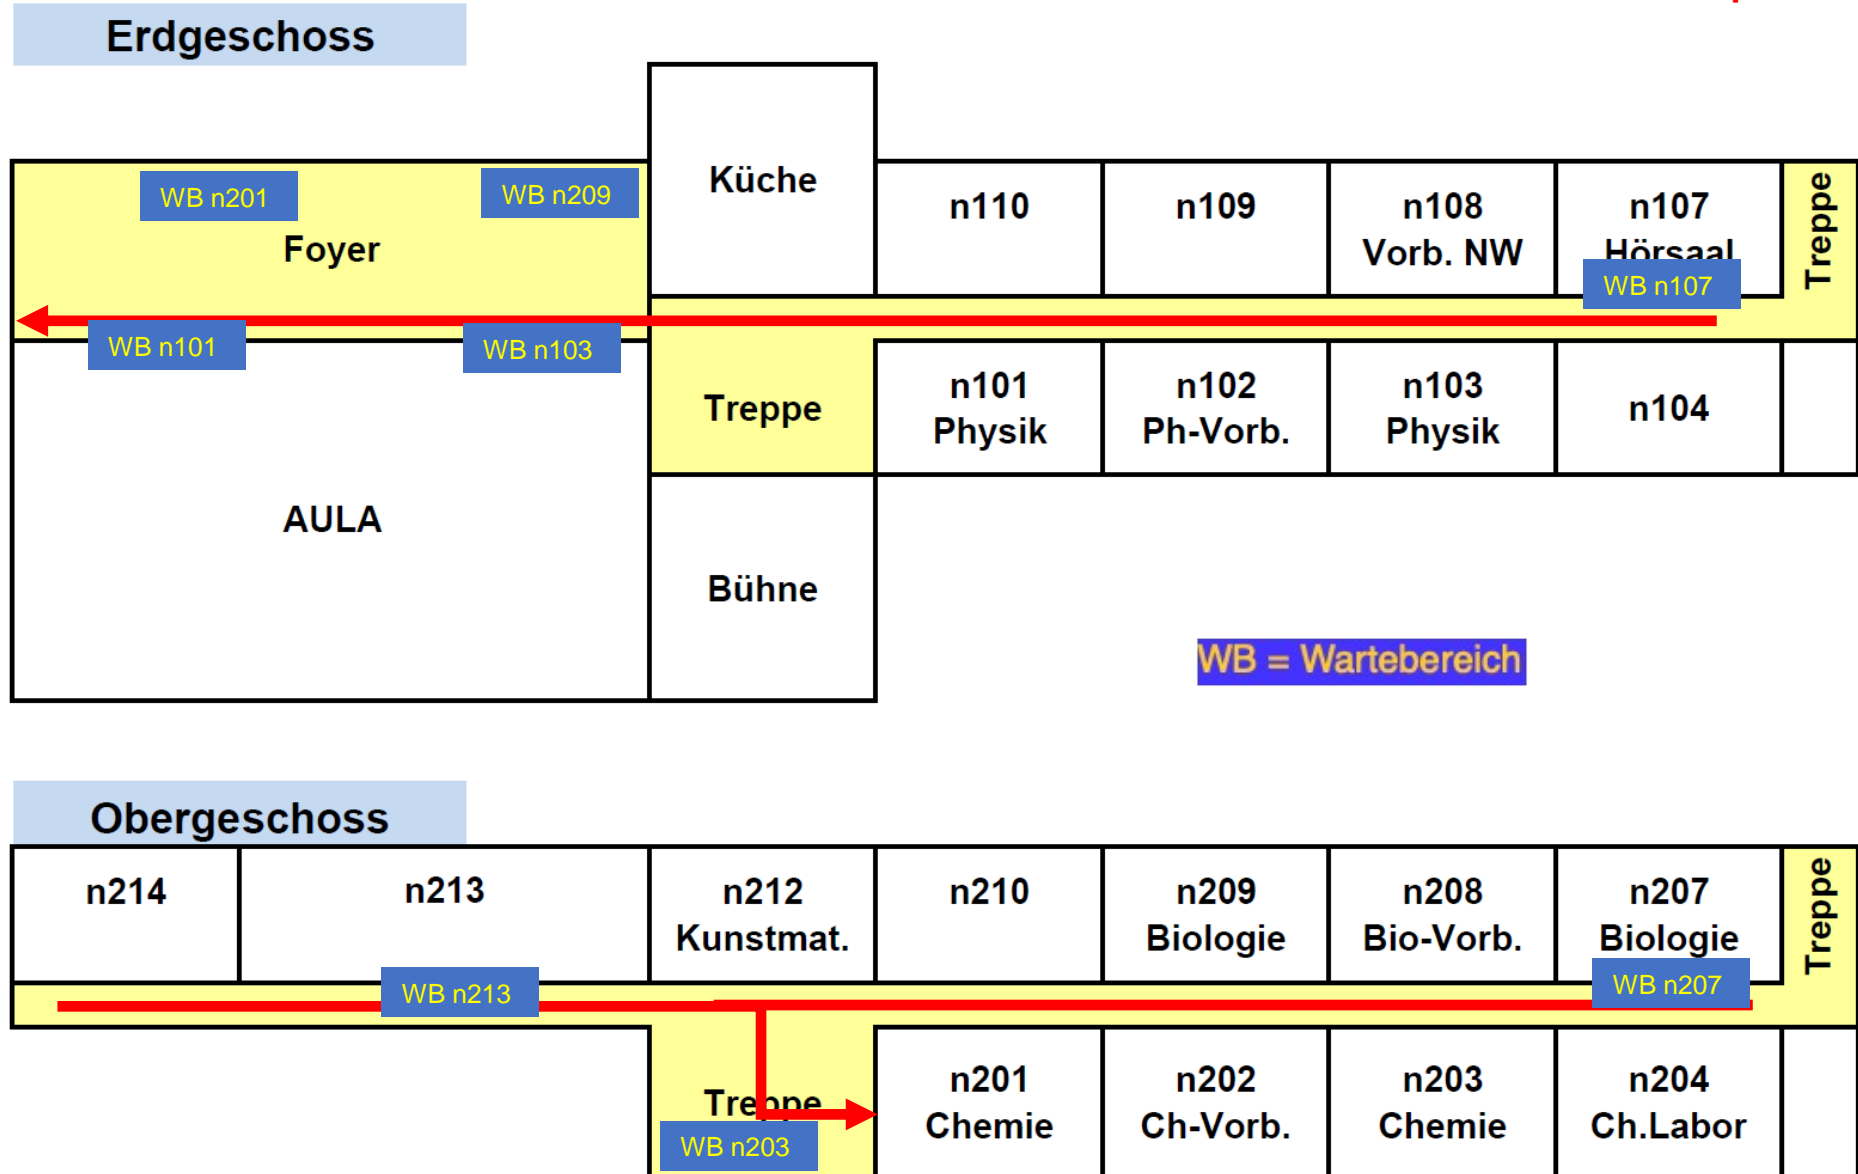 Erdgeschoss
Küche
WB n201
WB n209
Foyer
n110
n109
n108
Vorb. NW
n107
Hörsaal
Treppe
WB n107
WB n101
WB n103
Treppe
n101
Physik
n102
Ph-Vorb.
n103
Physik
n104
AULA
Bühne
WB = Wartebereich
Obergeschoss
n214
n213
n212
Kunstmat.
n210
n209
Biologie
n208
Bio-Vorb.
n207
Biologie
Treppe
WB n213
WB n207
Treppe
WB n203
n201
Chemie
n202
Ch-Vorb.
n203
Chemie
n204
Ch.Labor